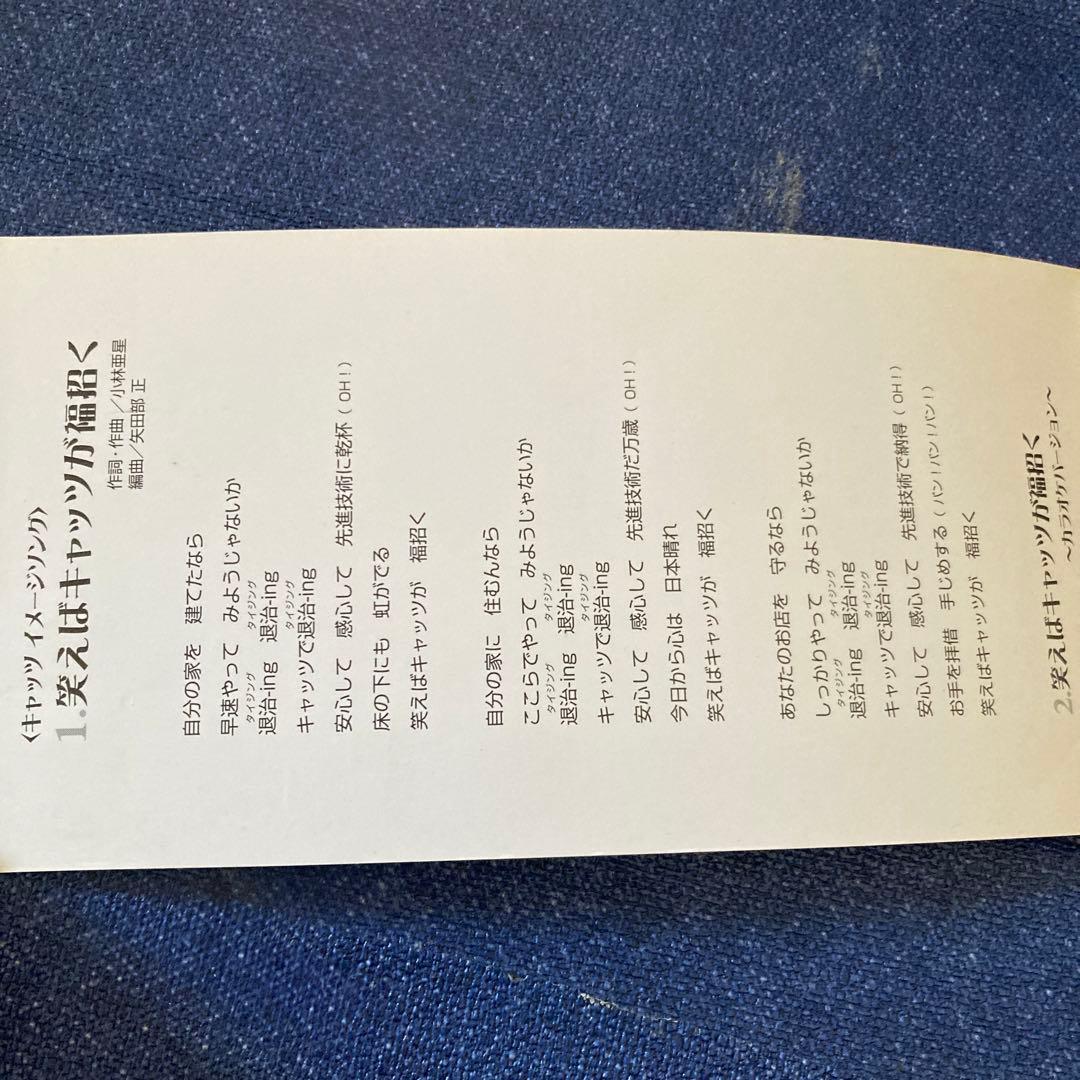 〈キャッツ イメージソング〉
1.笑えばキャッツが福招く
作詞・作曲／小林亜星
編曲／矢田部 正
自分の家を 建てたなら
早速やって みようじゃないか
タイジング タイジング
退治-ing 退治-ing
タイジング
キャッツで退治-ing
安心して 感心して 先進技術に乾杯（OH！）
床の下にも 虹がでる
笑えばキャッツが 福招く
自分の家に 住むんなら
ここらでやって みようじゃないか
タイジング タイジング
退治-ing 退治-ing
タイジング
キャッツで退治-ing
安心して 感心して 先進技術だ万歳（OH！）
今日から心は 日本晴れ
笑えばキャッツが 福招く
あなたのお店を 守るなら
しっかりやって みようじゃないか
タイジング タイジング
退治-ing 退治-ing
タイジング
キャッツで退治-ing
安心して 感心して 先進技術で納得（OH！）
お手を拝借 手じめする（パン！パン！パン！）
笑えばキャッツが 福招く
2.笑えばキャッツが福招く
～カラオケバージョン～